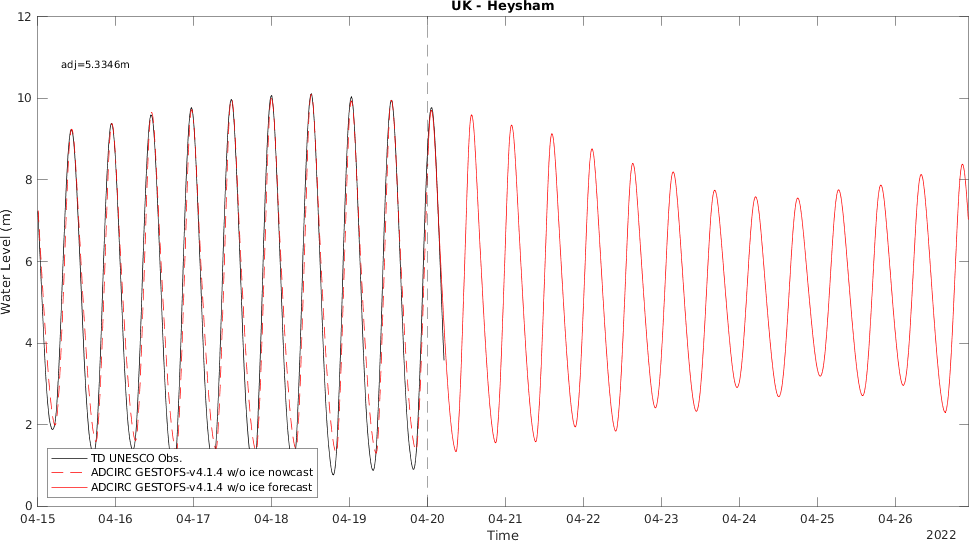 UK - Heysham
12
10
8
6
4
2
0
Water Level (m)
adj=5.3346m
TD UNESCO Obs.
ADCIRC GESTOFS-v4.1.4 w/o ice nowcast
ADCIRC GESTOFS-v4.1.4 w/o ice forecast
04-15 04-16 04-17 04-18 04-19 04-20 04-21 04-22 04-23 04-24 04-25 04-26
Time
2022